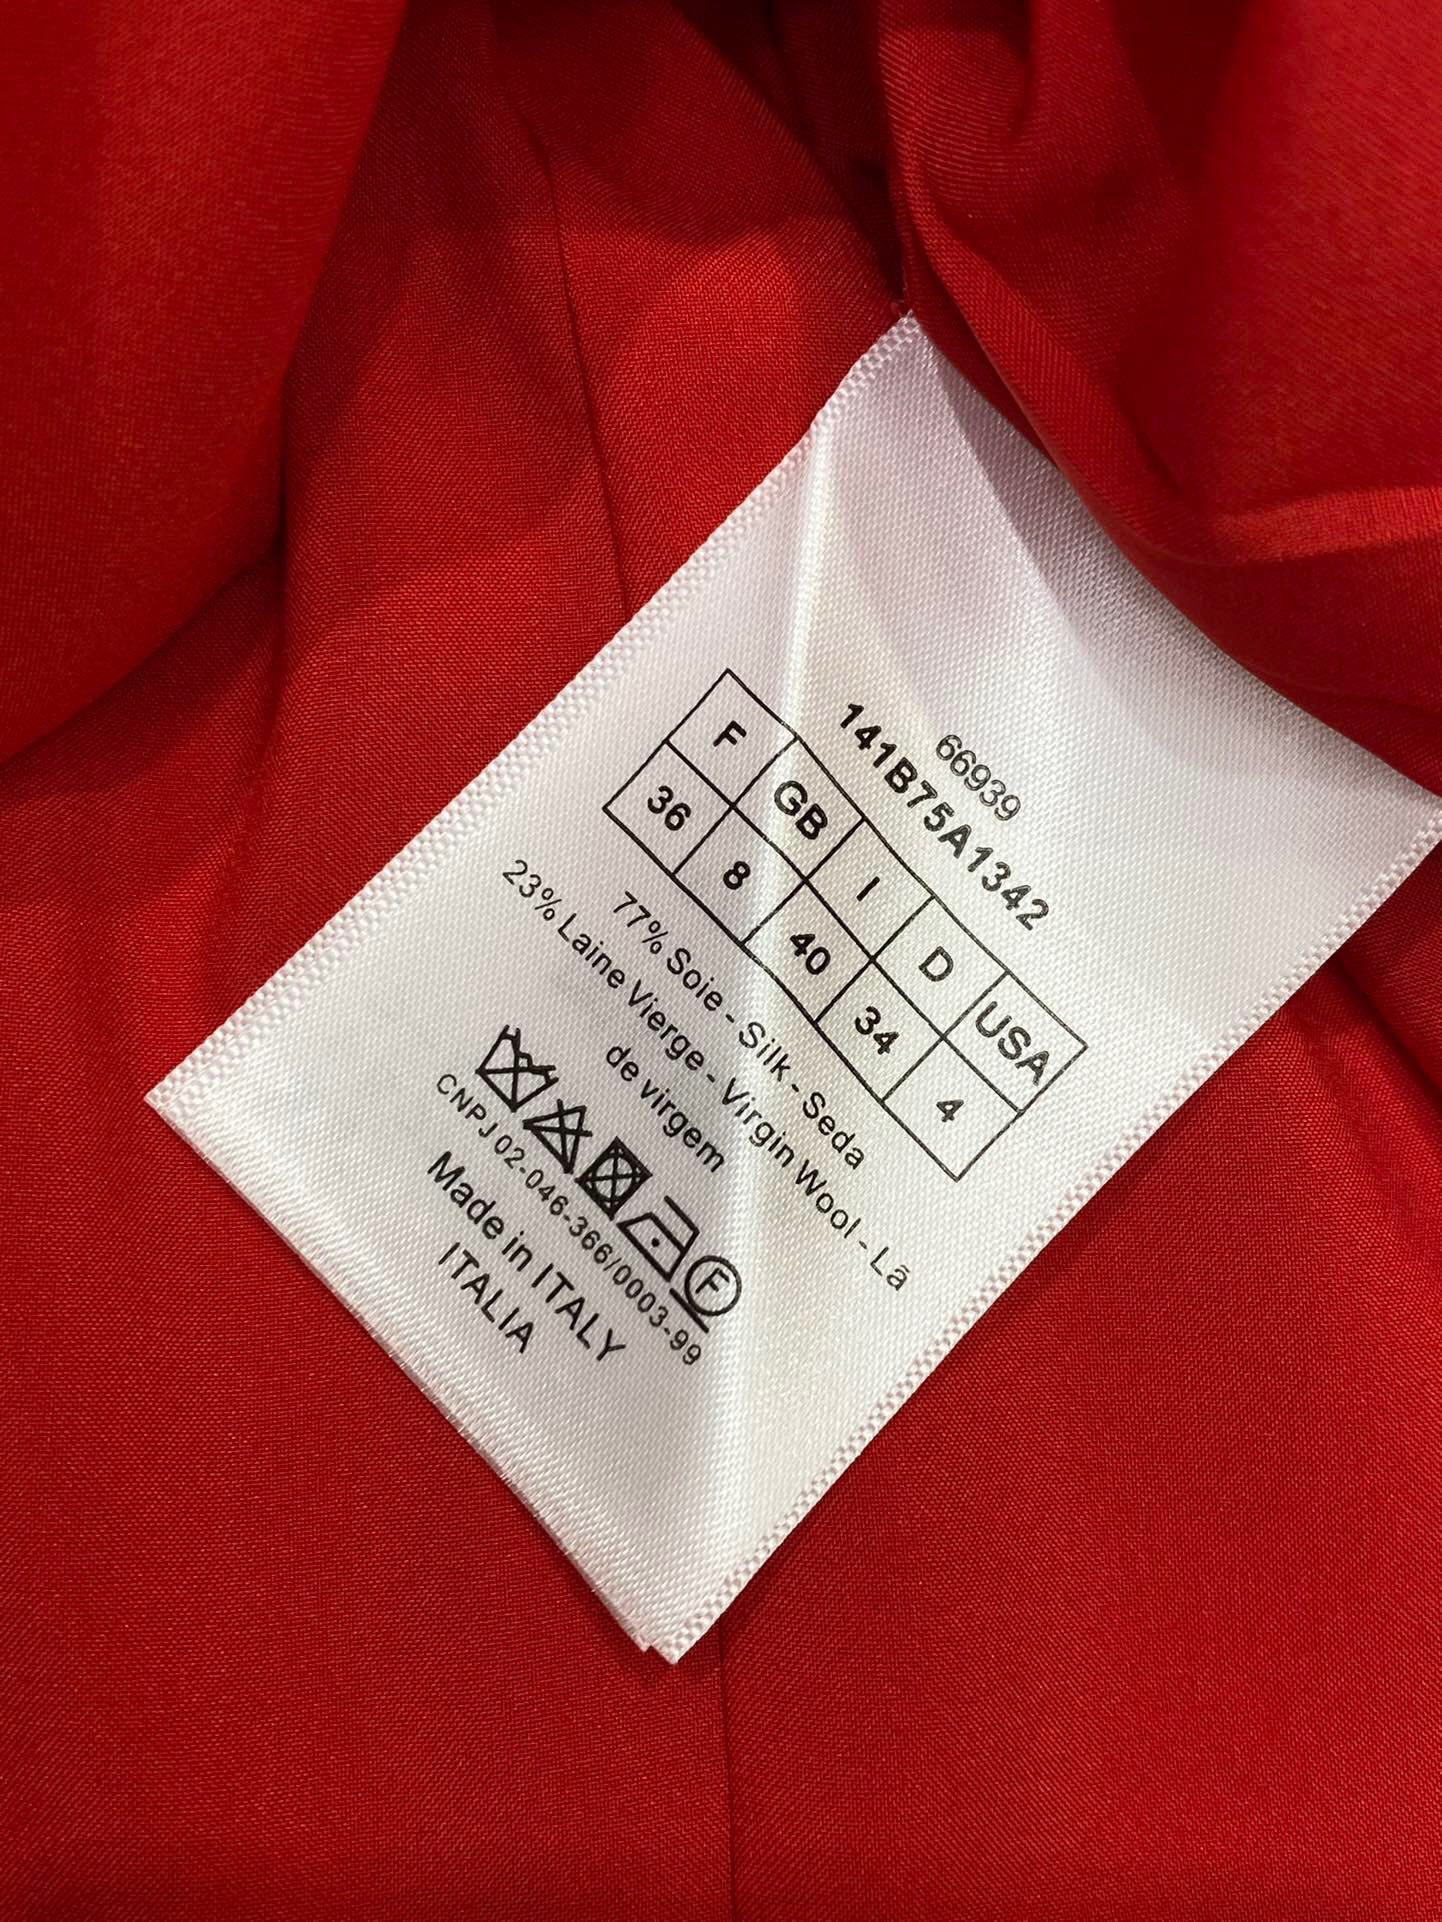 66939
141B75A1342
F GB I D USA
36 8 40 34 4
77% Soie - Silk - Seda
23% Laine Vierge - Virgin Wool - Lã
de virgem
F
CNPJ 02-046-366/0003-99
Made in ITALY
ITALIA